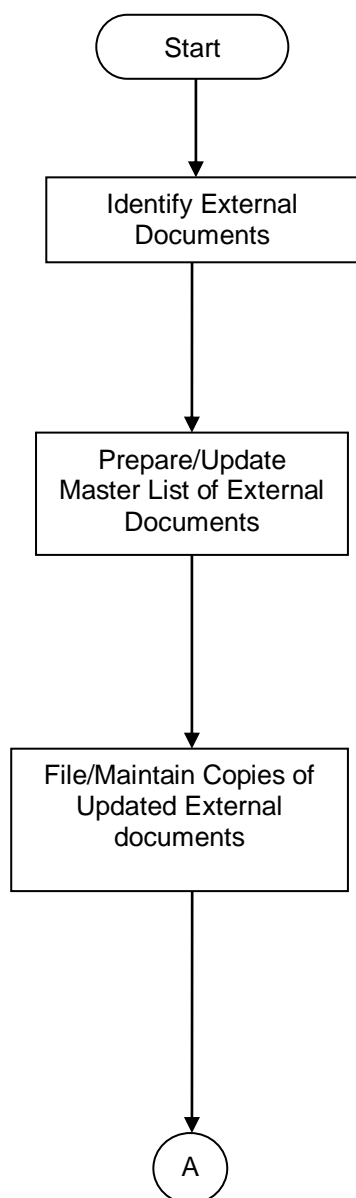 Start
Identify External
Documents
Prepare/Update
Master List of External
Documents
File/Maintain Copies of
Updated External
documents
A